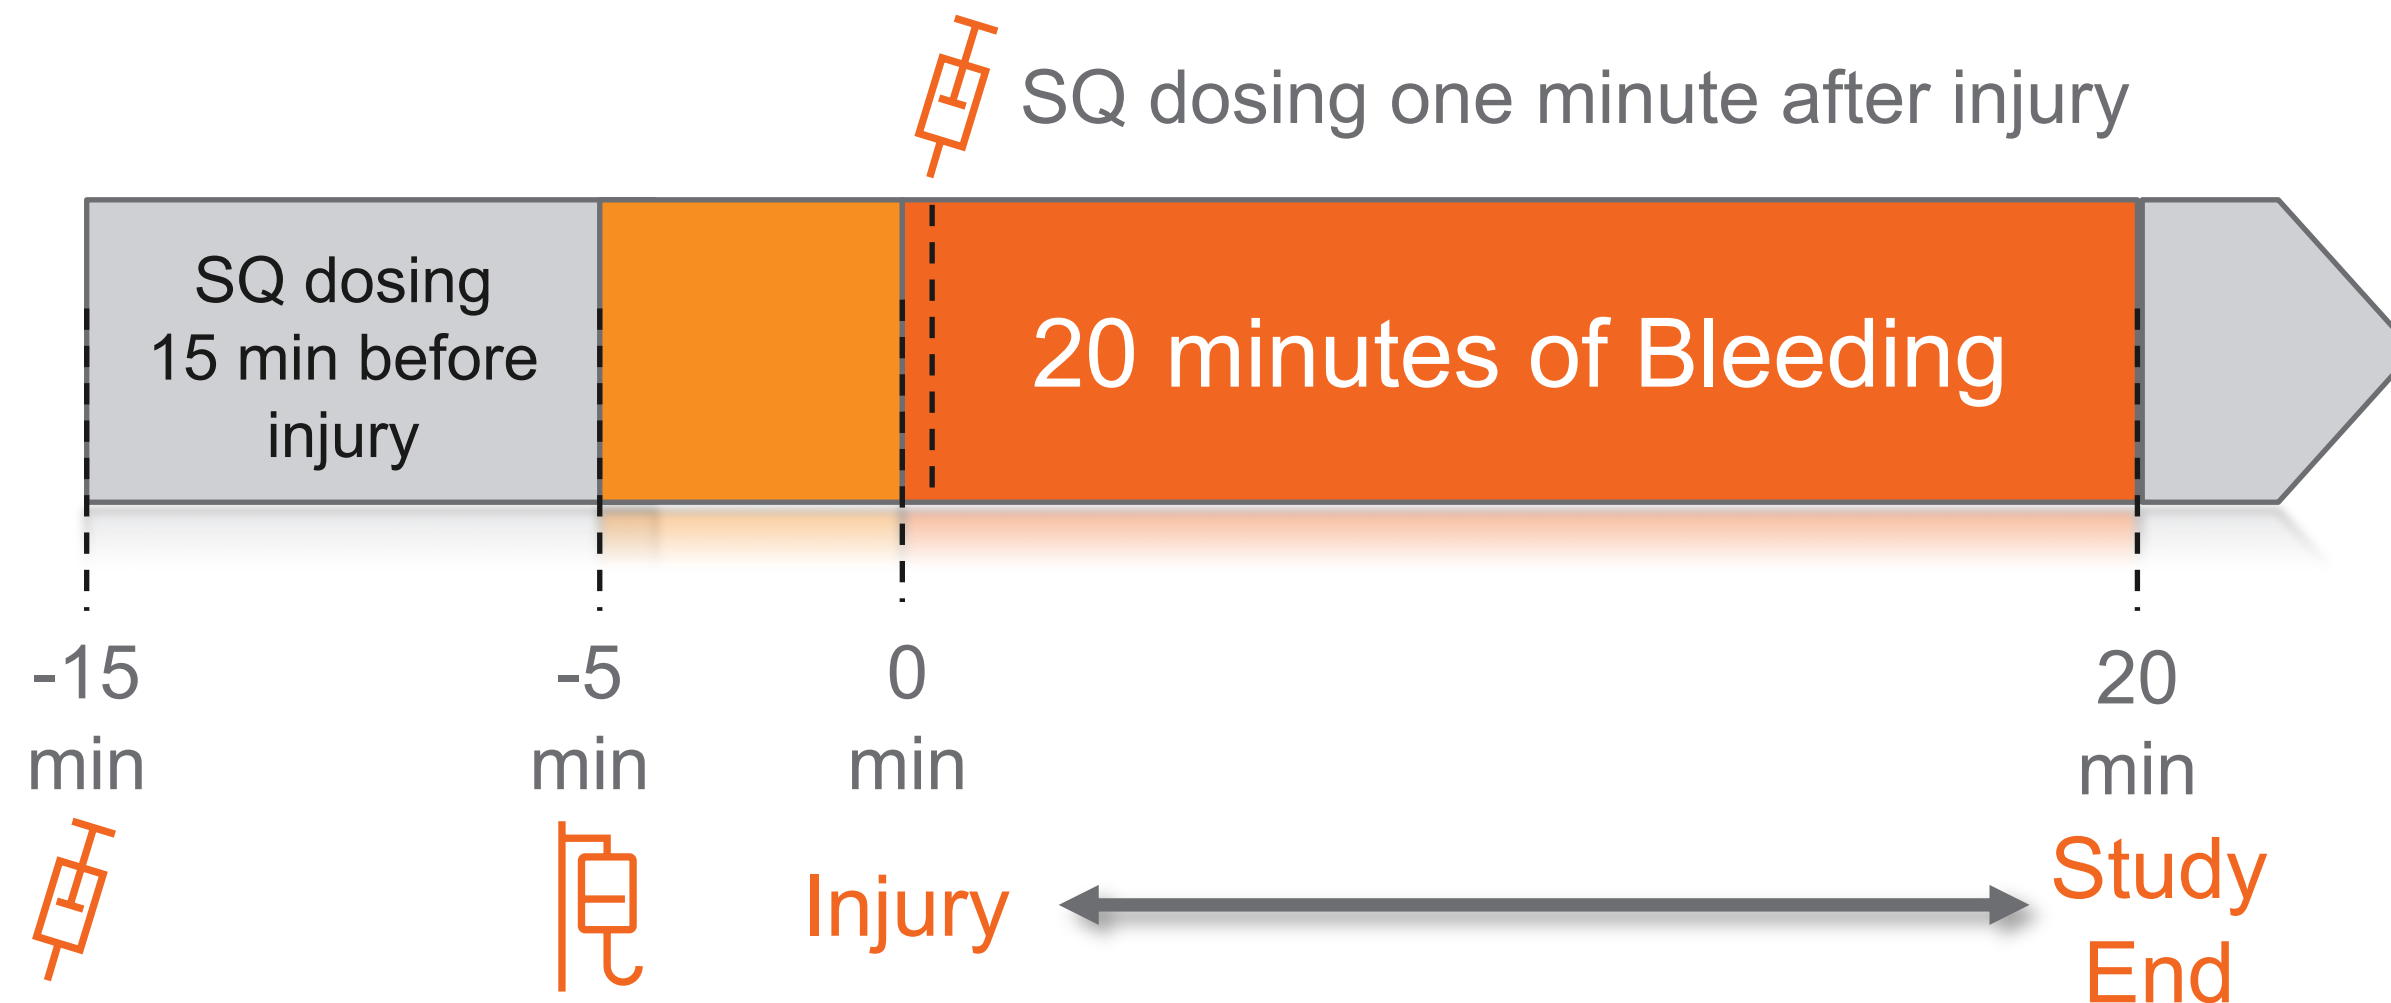 SQ dosing one minute after injury
SQ dosing
15 min before
injury
20 minutes of Bleeding
-15
min
-5
min
0
min
20
min
Injury
Study
End